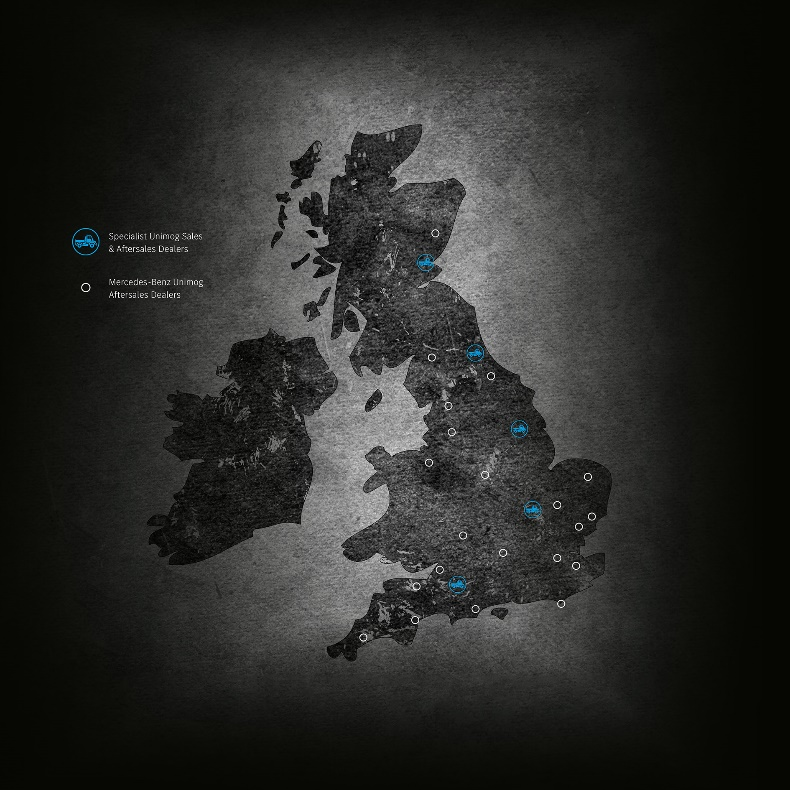 Specialist Unimog Sales
& Aftersales Dealers
Mercedes-Benz Unimog
Aftersales Dealers